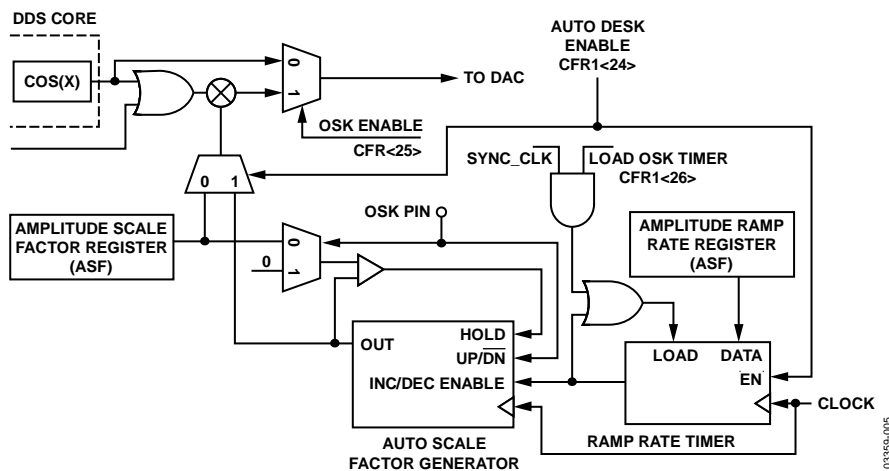 DDS CORE
COS(X)
0
1
TO DAC
OSK ENABLE
CFR<25>
AUTO DESK
ENABLE
CFR1<24>
SYNC_CLK
LOAD OSK TIMER
CFR1<26>
0 1
OSK PIN
AMPLITUDE SCALE
FACTOR REGISTER
(ASF)
0
0
1
AMPLITUDE RAMP
RATE REGISTER
(ASF)
OUT
HOLD
UP/DN
INC/DEC ENABLE
LOAD DATA
EN
CLOCK
AUTO SCALE
FACTOR GENERATOR
RAMP RATE TIMER
03359-005